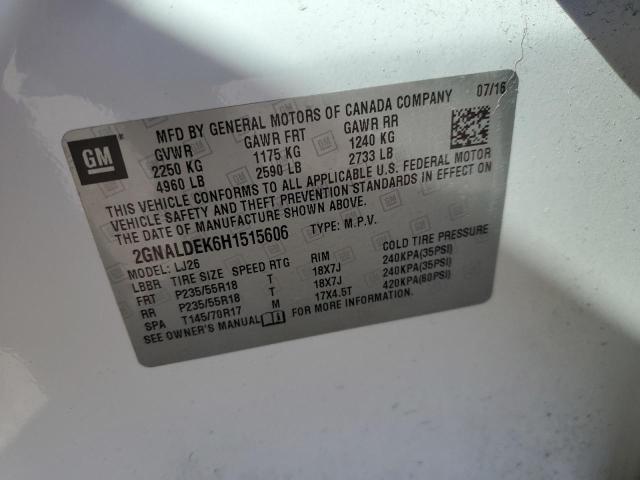 07/16
GM
MFD BY GENERAL MOTORS OF CANADA COMPANY
GVWR GAWR FRT GAWR RR
2250 KG 1175 KG 1240 KG
4960 LB 2590 LB 2733 LB
THIS VEHICLE CONFORMS TO ALL APPLICABLE U.S. FEDERAL MOTOR
VEHICLE SAFETY AND THEFT PREVENTION STANDARDS IN EFFECT ON
THE DATE OF MANUFACTURE SHOWN ABOVE.
2GNALDEK6H1515606 TYPE: M.P.V.
MODEL: LJ26
LBBR TIRE SIZE SPEED RTG RIM COLD TIRE PRESSURE
FRT P235/55R18 T 18X7J 240KPA(35PSI)
RR P235/55R18 T 18X7J 240KPA(35PSI)
SPA T145/70R17 M 17X4.5T 420KPA(60PSI)
SEE OWNER'S MANUAL FOR MORE INFORMATION.